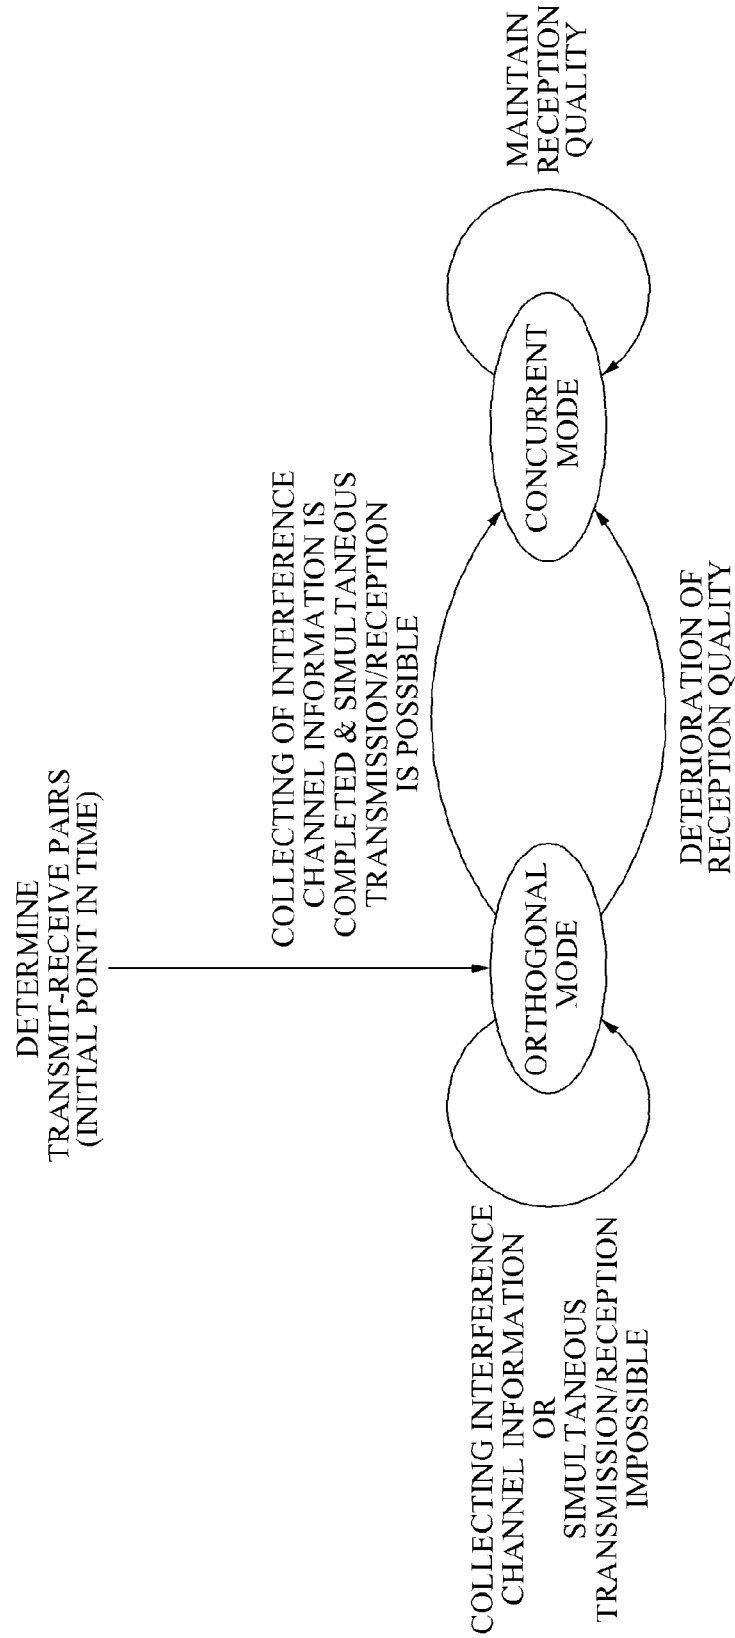 DETERMINE
TRANSMIT-RECEIVE PAIRS
(INITIAL POINT IN TIME)
COLLECTING OF INTERFERENCE
CHANNEL INFORMATION IS
COMPLETED & SIMULTANEOUS
TRANSMISSION/RECEPTION
IS POSSIBLE
COLLECTING INTERFERENCE
CHANNEL INFORMATION
OR
SIMULTANEOUS
TRANSMISSION/RECEPTION
IMPOSSIBLE
ORTHOGONAL
MODE
CONCURRENT
MODE
MAINTAIN
RECEPTION
QUALITY
DETERIORATION OF
RECEPTION QUALITY